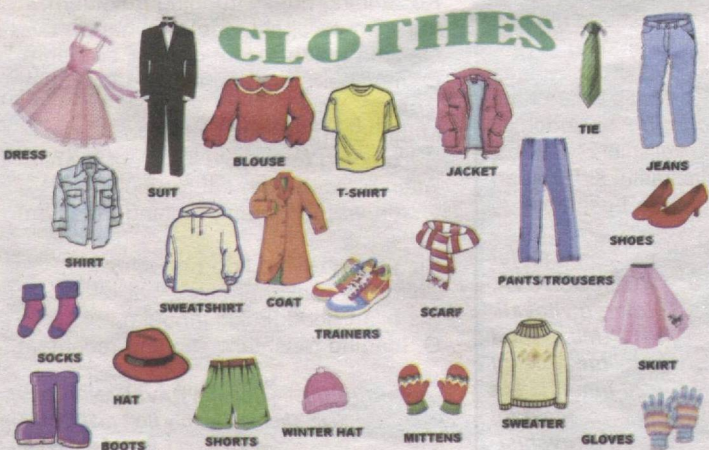 CLOTHES
DRESS
SUIT
BLOUSE
T-SHIRT
JACKET
TIE
JEANS
SHIRT
SWEATSHIRT
COAT
TRAINERS
SCARF
PANTS/TROUSERS
SHOES
SOCKS
HAT
SKIRT
BOOTS
SHORTS
WINTER HAT
MITTENS
SWEATER
GLOVES